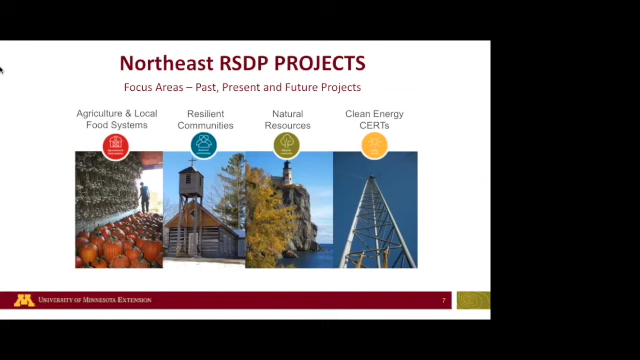 Northeast RSDP PROJECTS
Focus Areas – Past, Present and Future Projects
Agriculture & Local
Food Systems
Resilient
Communities
Natural
Resources
Clean Energy
CERTs
M UNIVERSITY OF MINNESOTA EXTENSION
7